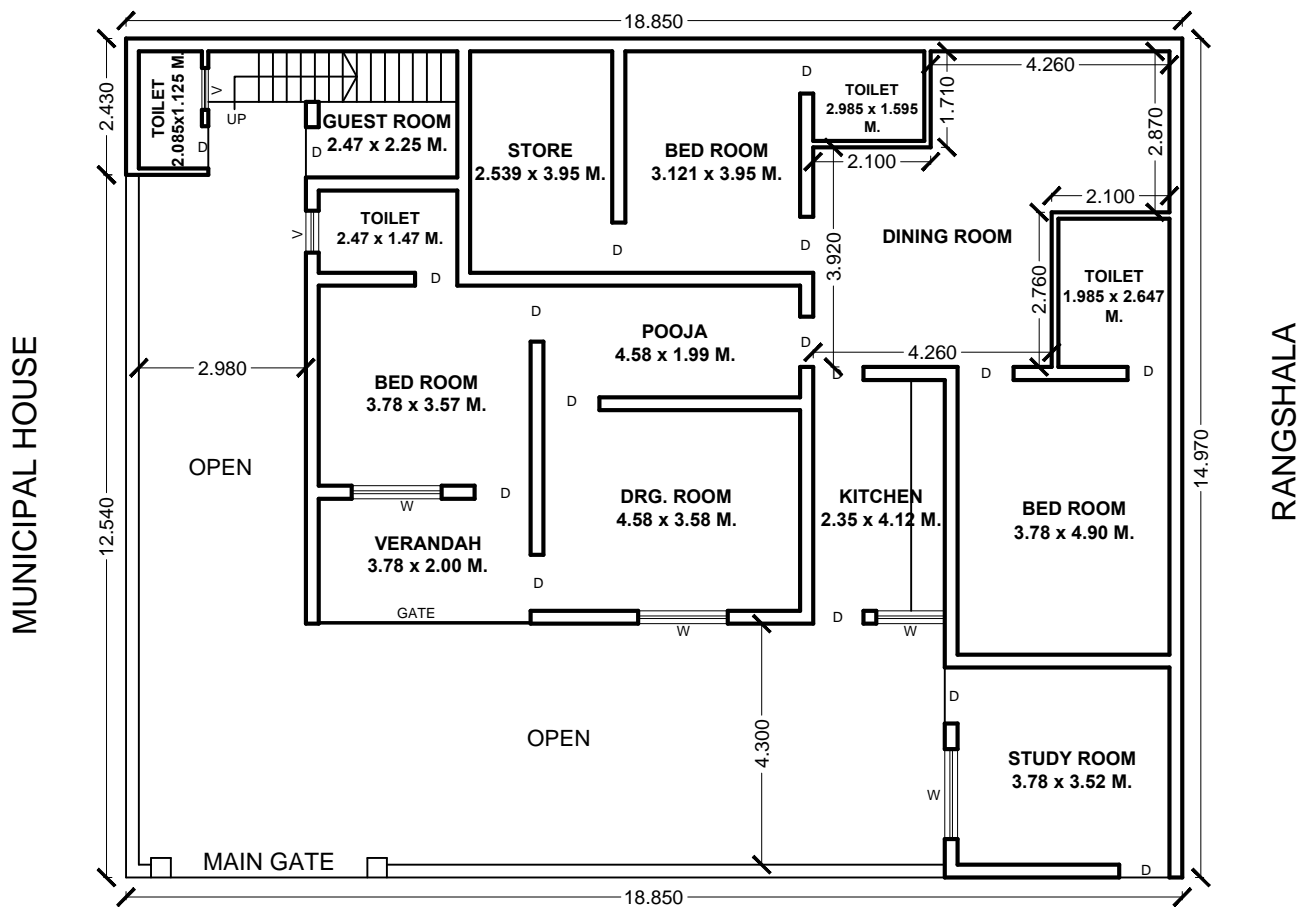 18.850
2.430
12.540
MUNICIPAL HOUSE
TOILET
2.085x1.125 M.
V
UP
D
GUEST ROOM
2.47 x 2.25 M.
D
STORE
2.539 x 3.95 M.
BED ROOM
3.121 x 3.95 M.
D
TOILET
2.985 x 1.595
M.
1.710
4.260
2.870
2.100
2.100
TOILET
2.47 x 1.47 M.
V
D
D
D
3.920
DINING ROOM
2.760
TOILET
1.985 x 2.647
M.
D
POOJA
4.58 x 1.99 M.
D
4.260
2.980
BED ROOM
3.78 x 3.57 M.
D
D
D
D
OPEN
W
D
DRG. ROOM
4.58 x 3.58 M.
KITCHEN
2.35 x 4.12 M.
BED ROOM
3.78 x 4.90 M.
14.970
RANGSHALA
VERANDAH
3.78 x 2.00 M.
D
GATE
W
D
W
OPEN
4.300
D
STUDY ROOM
3.78 x 3.52 M.
W
MAIN GATE
D
18.850